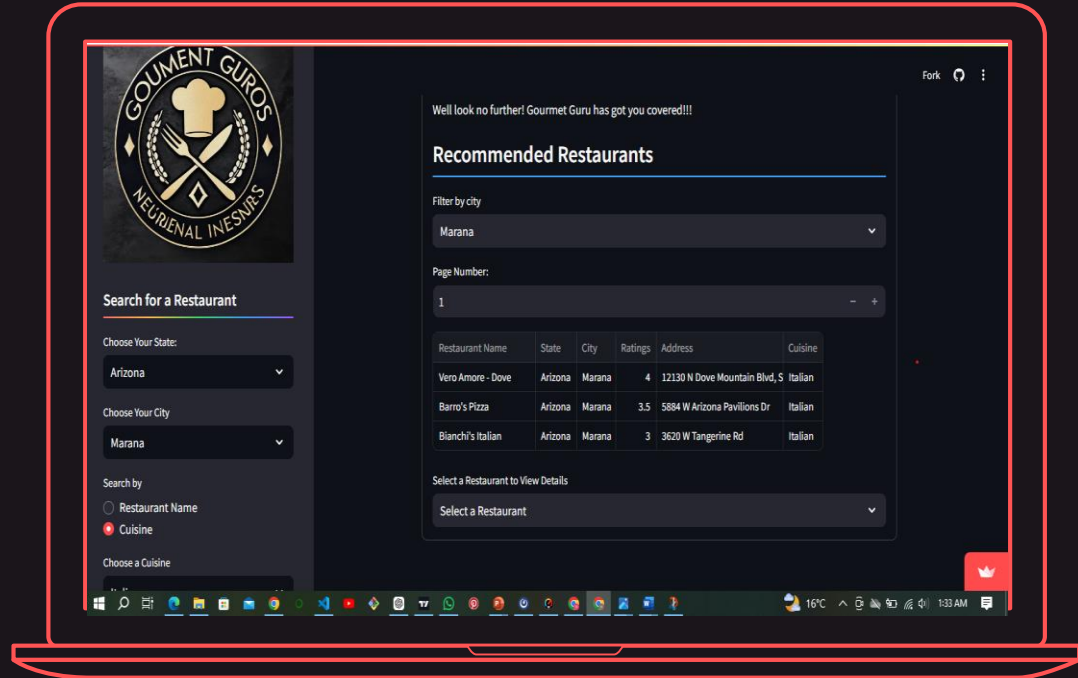 GOUMENT GUROS
NEURIENAL INESNRES
Search for a Restaurant
Choose Your State:
Arizona
Choose Your City
Marana
Search by
Restaurant Name
Cuisine
Choose a Cuisine
Fork
Well look no further! Gourmet Guru has got you covered!!!
Recommended Restaurants
Filter by city
Marana
Page Number:
1
Restaurant Name State City Ratings Address Cuisine
Vero Amore - Dove Arizona Marana 4 12130 N Dove Mountain Blvd, S Italian
Barro's Pizza Arizona Marana 3.5 5884 W Arizona Pavilions Dr Italian
Bianchi's Italian Arizona Marana 3 3620 W Tangerine Rd Italian
Select a Restaurant to View Details
Select a Restaurant
16°C 1:33 AM